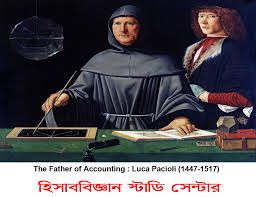 The Father of Accounting : Luca Pacioli (1447-1517)
হিসাববিজ্ঞান স্টাডি সেন্টার